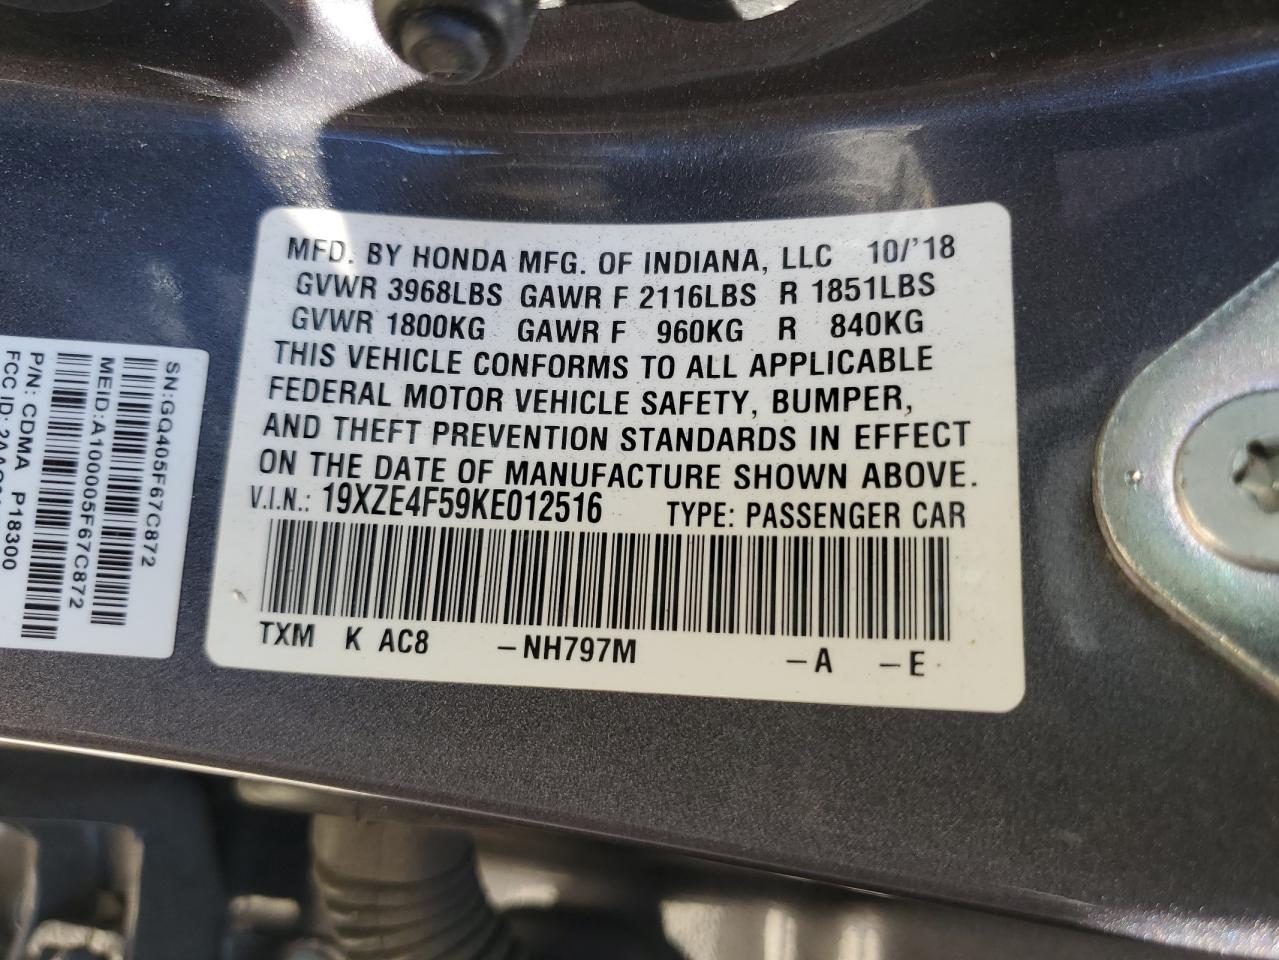 MFD. BY HONDA MFG. OF INDIANA, LLC 10/'18
GVWR 3968LBS GAWR F 2116LBS R 1851LBS
GVWR 1800KG GAWR F 960KG R 840KG
THIS VEHICLE CONFORMS TO ALL APPLICABLE
FEDERAL MOTOR VEHICLE SAFETY, BUMPER,
AND THEFT PREVENTION STANDARDS IN EFFECT
ON THE DATE OF MANUFACTURE SHOWN ABOVE.
V.I.N.: 19XZE4F59KE012516 TYPE: PASSENGER CAR
TXM K AC8 -NH797M -A -E
SN:GQ405F67C872
MEID:A100005F67C872
P/N: CDMA P18300
FCC ID: